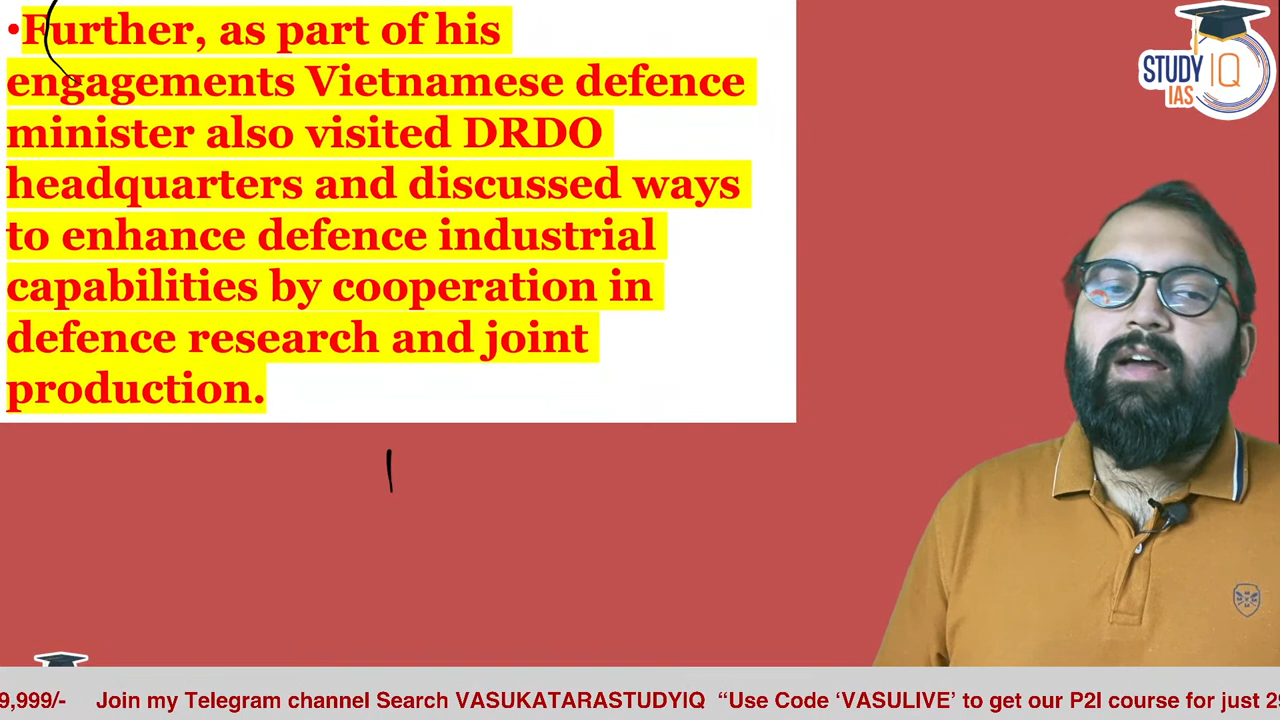 •Further, as part of his
engagements Vietnamese defence
minister also visited DRDO
headquarters and discussed ways
to enhance defence industrial
capabilities by cooperation in
defence research and joint
production.
STUDY IQ
IAS
9,999/- Join my Telegram channel Search VASUKATARASTUDYIQ “Use Code ‘VASULIVE’ to get our P2I course for just 2